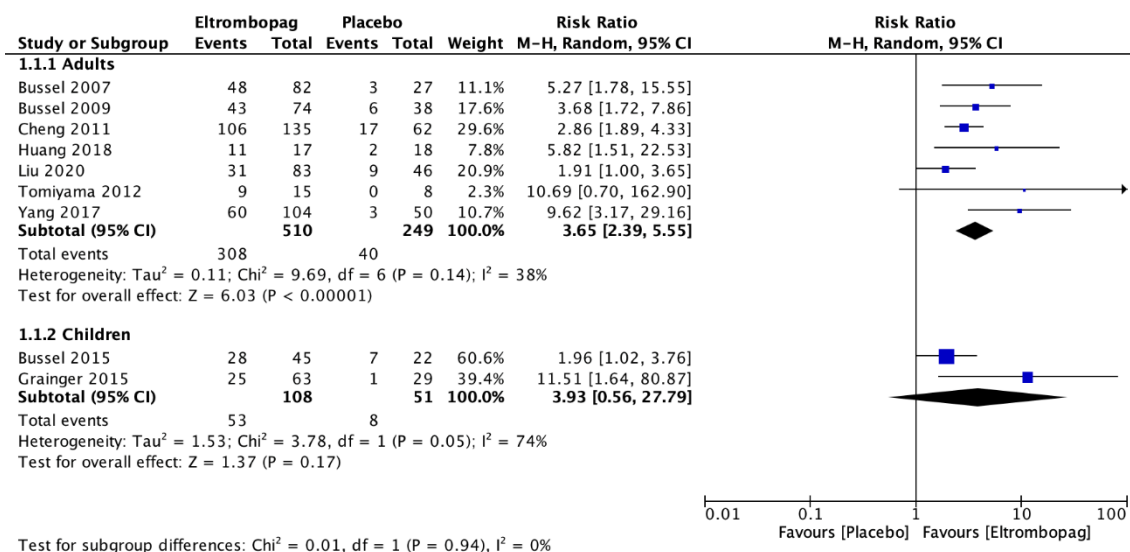 Eltrombopag Placebo Risk Ratio Risk Ratio
Study or Subgroup Events Total Events Total Weight M-H, Random, 95% CI M-H, Random, 95% CI
1.1.1 Adults
Bussel 2007 48 82 3 27 11.1% 5.27 [1.78, 15.55]
Bussel 2009 43 74 6 38 17.6% 3.68 [1.72, 7.86]
Cheng 2011 106 135 17 62 29.6% 2.86 [1.89, 4.33]
Huang 2018 11 17 2 18 7.8% 5.82 [1.51, 22.53]
Liu 2020 31 83 9 46 20.9% 1.91 [1.00, 3.65]
Tomiyama 2012 9 15 0 8 2.3% 10.69 [0.70, 162.90]
Yang 2017 60 104 3 50 10.7% 9.62 [3.17, 29.16]
Subtotal (95% CI) 510 249 100.0% 3.65 [2.39, 5.55]
Total events 308 40
Heterogeneity: Tau² = 0.11; Chi² = 9.69, df = 6 (P = 0.14); I² = 38%
Test for overall effect: Z = 6.03 (P < 0.00001)
1.1.2 Children
Bussel 2015 28 45 7 22 60.6% 1.96 [1.02, 3.76]
Grainger 2015 25 63 1 29 39.4% 11.51 [1.64, 80.87]
Subtotal (95% CI) 108 51 100.0% 3.93 [0.56, 27.79]
Total events 53 8
Heterogeneity: Tau² = 1.53; Chi² = 3.78, df = 1 (P = 0.05); I² = 74%
Test for overall effect: Z = 1.37 (P = 0.17)
0.01 0.1 1 10 100
Favours [Placebo] Favours [Eltrombopag]
Test for subgroup differences: Chi² = 0.01, df = 1 (P = 0.94), I² = 0%